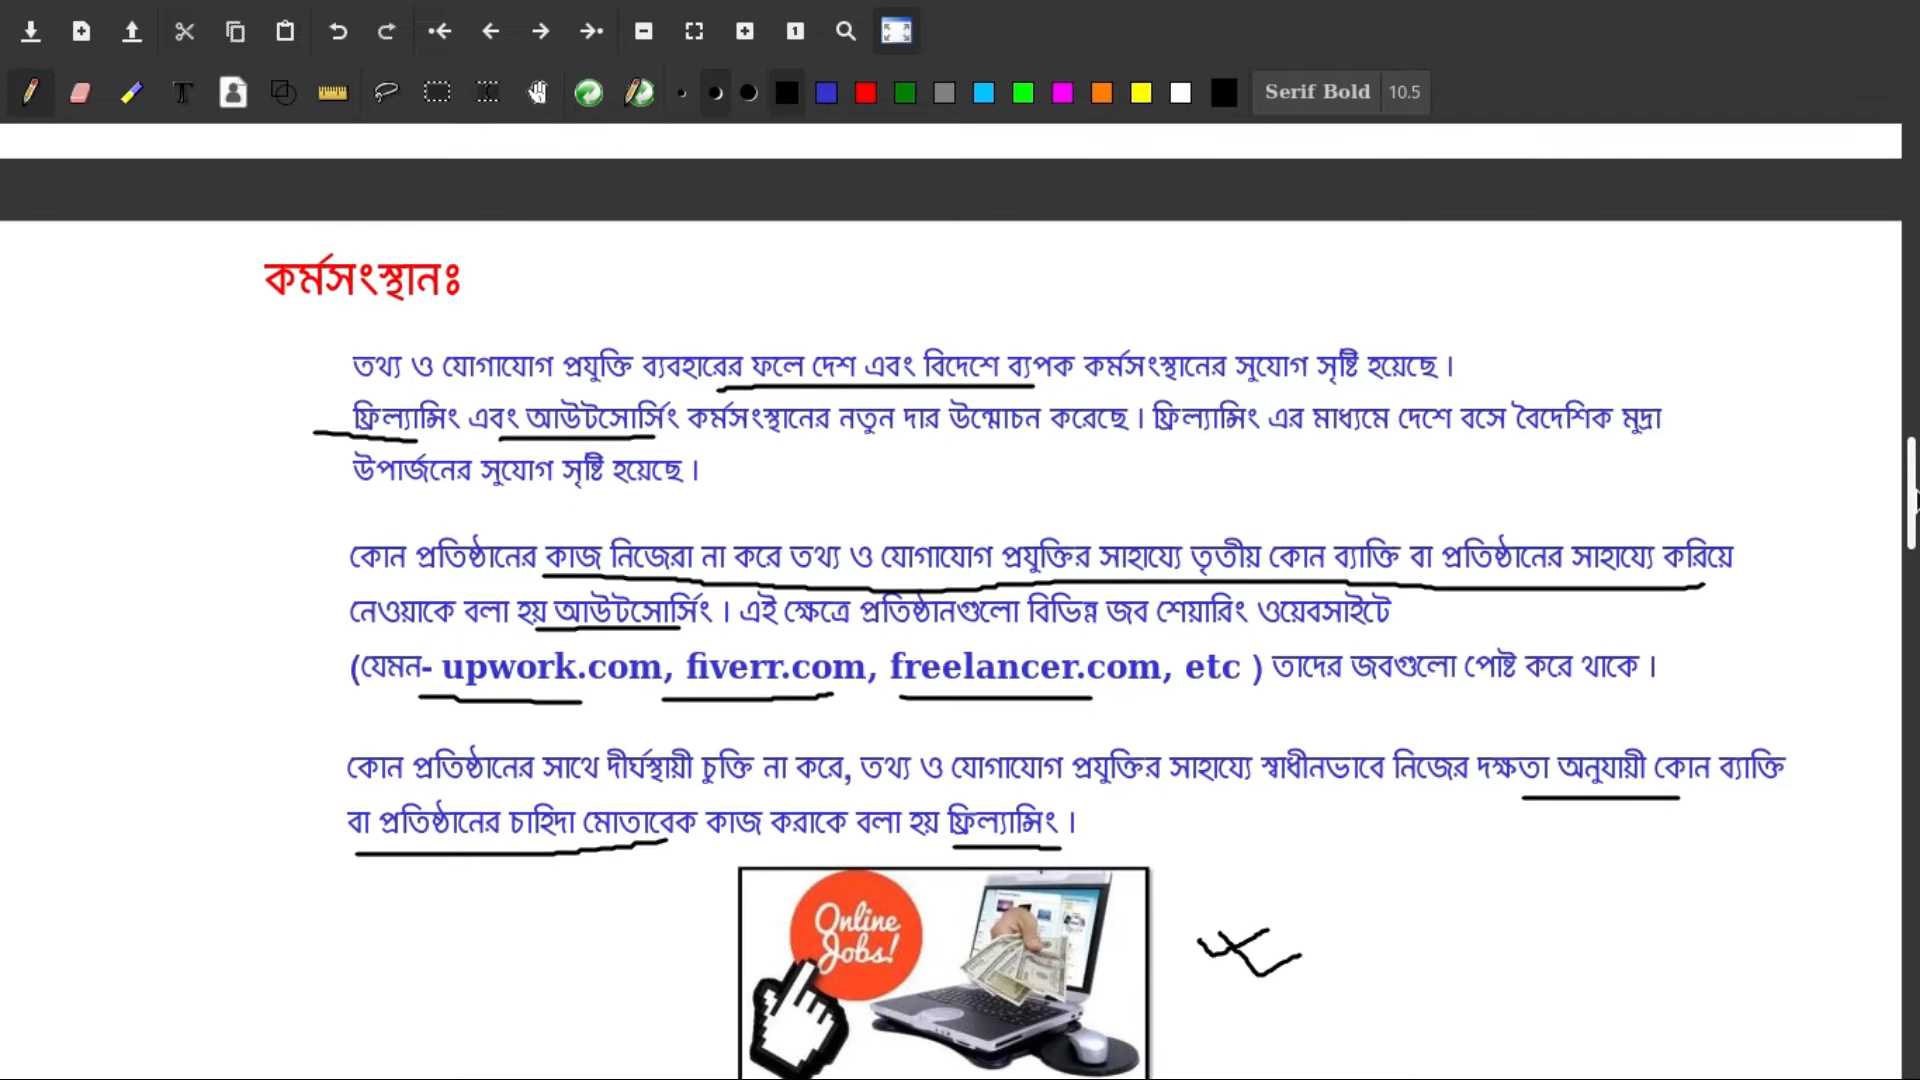 Serif Bold 10.5
কর্মসংস্থানঃ
তথ্য ও যোগাযোগ প্রযুক্তি ব্যবহারের ফলে দেশ এবং বিদেশে ব্যপক কর্মসংস্থানের সুযোগ সৃষ্টি হয়েছে ।
ফ্রিল্যান্সিং এবং আউটসোর্সিং কর্মসংস্থানের নতুন দার উন্মোচন করেছে । ফ্রিল্যান্সিং এর মাধ্যমে দেশে বসে বৈদেশিক মুদ্রা
উপার্জনের সুযোগ সৃষ্টি হয়েছে ।
কোন প্রতিষ্ঠানের কাজ নিজেরা না করে তথ্য ও যোগাযোগ প্রযুক্তির সাহায্যে তৃতীয় কোন ব্যাক্তি বা প্রতিষ্ঠানের সাহায্যে করিয়ে
নেওয়াকে বলা হয় আউটসোর্সিং । এই ক্ষেত্রে প্রতিষ্ঠানগুলো বিভিন্ন জব শেয়ারিং ওয়েবসাইটে
(যেমন- upwork.com, fiverr.com, freelancer.com, etc ) তাদের জবগুলো পোষ্ট করে থাকে ।
কোন প্রতিষ্ঠানের সাথে দীর্ঘস্থায়ী চুক্তি না করে, তথ্য ও যোগাযোগ প্রযুক্তির সাহায্যে স্বাধীনভাবে নিজের দক্ষতা অনুযায়ী কোন ব্যাক্তি
বা প্রতিষ্ঠানের চাহিদা মোতাবেক কাজ করাকে বলা হয় ফ্রিল্যান্সিং ।
Online
Jobs!